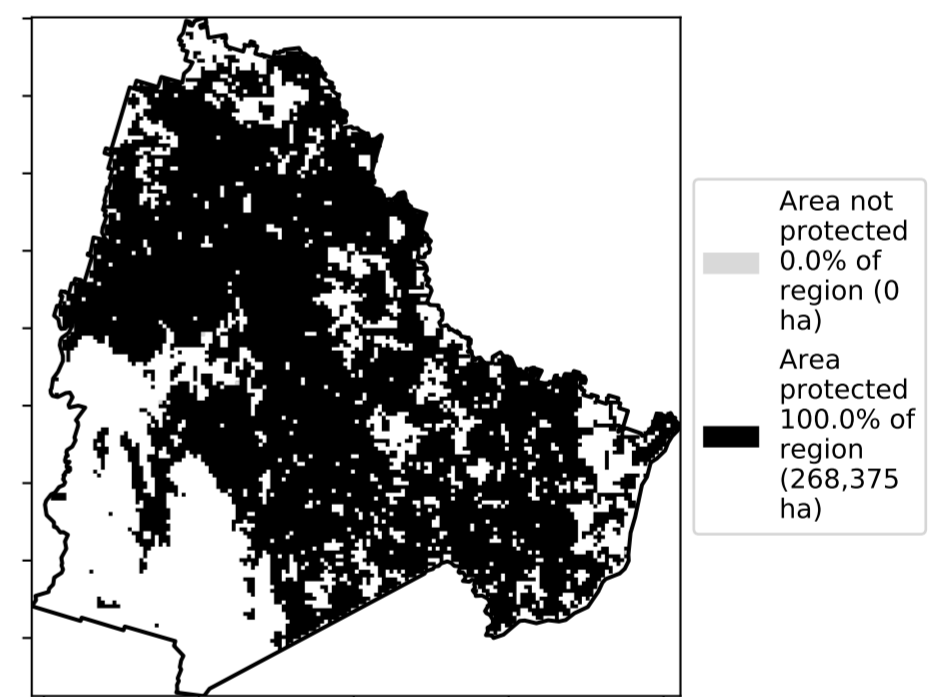 Area not
protected
0.0% of
region (0
ha)
Area
protected
100.0% of
region
(268,375
ha)